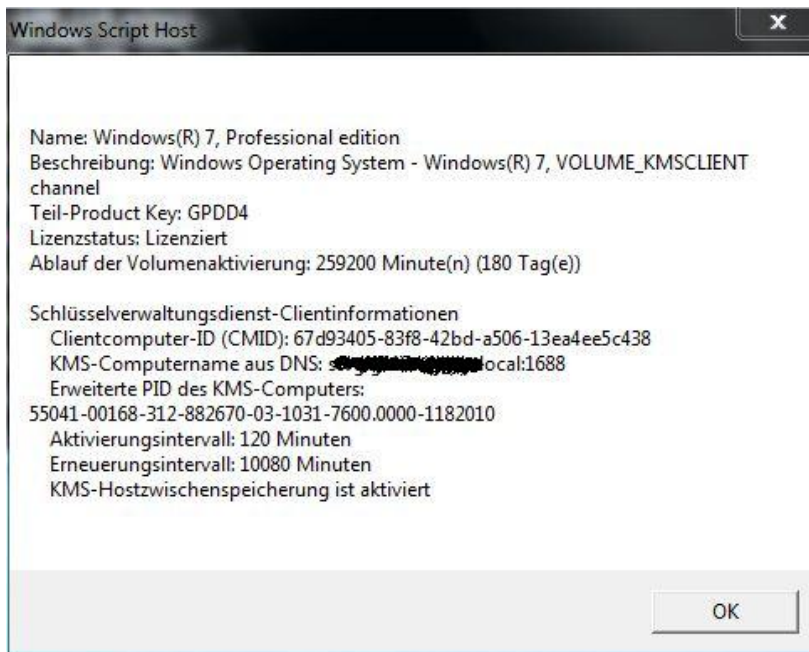 Windows Script Host
Name: Windows(R) 7, Professional edition
Beschreibung: Windows Operating System - Windows(R) 7, VOLUME_KMSCLIENT
channel
Teil-Product Key: GPDD4
Lizenzstatus: Lizenziert
Ablauf der Volumenaktivierung: 259200 Minute(n) (180 Tag(e))
Schlüsselverwaltungsdienst-Clientinformationen
Clientcomputer-ID (CMID): 67d93405-83f8-42bd-a506-13ea4ee5c438
KMS-Computername aus DNS: ocal:1688
Erweiterte PID des KMS-Computers:
55041-00168-312-882670-03-1031-7600.0000-1182010
Aktivierungsintervall: 120 Minuten
Erneuerungsintervall: 10080 Minuten
KMS-Hostzwischenspeicherung ist aktiviert
OK